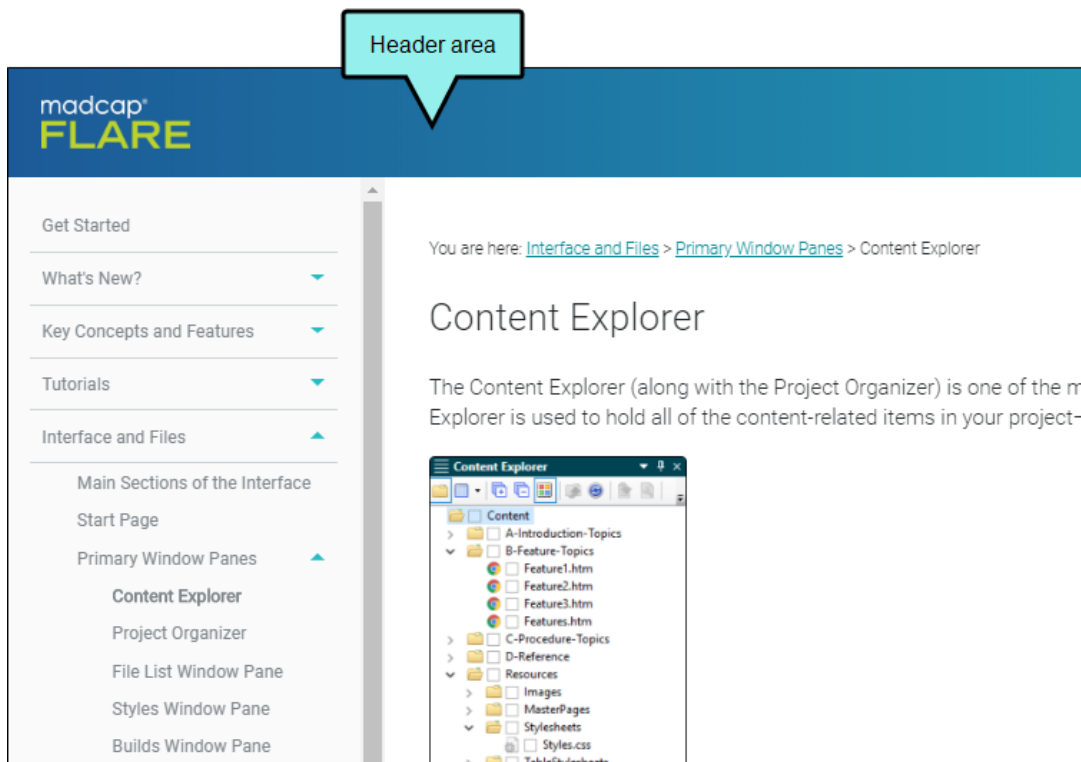 Header area
madcap®
FLARE
Get Started
What's New?
Key Concepts and Features
Tutorials
Interface and Files
Main Sections of the Interface
Start Page
Primary Window Panes
Content Explorer
Project Organizer
File List Window Pane
Styles Window Pane
Builds Window Pane
You are here: Interface and Files > Primary Window Panes > Content Explorer
Content Explorer
The Content Explorer (along with the Project Organizer) is one of the
Explorer is used to hold all of the content-related items in your project–
Content Explorer
Content
A-Introduction-Topics
B-Feature-Topics
Feature1.htm
Feature2.htm
Feature3.htm
Features.htm
C-Procedure-Topics
D-Reference
Resources
Images
MasterPages
Stylesheets
Styles.css
TableStylesheets